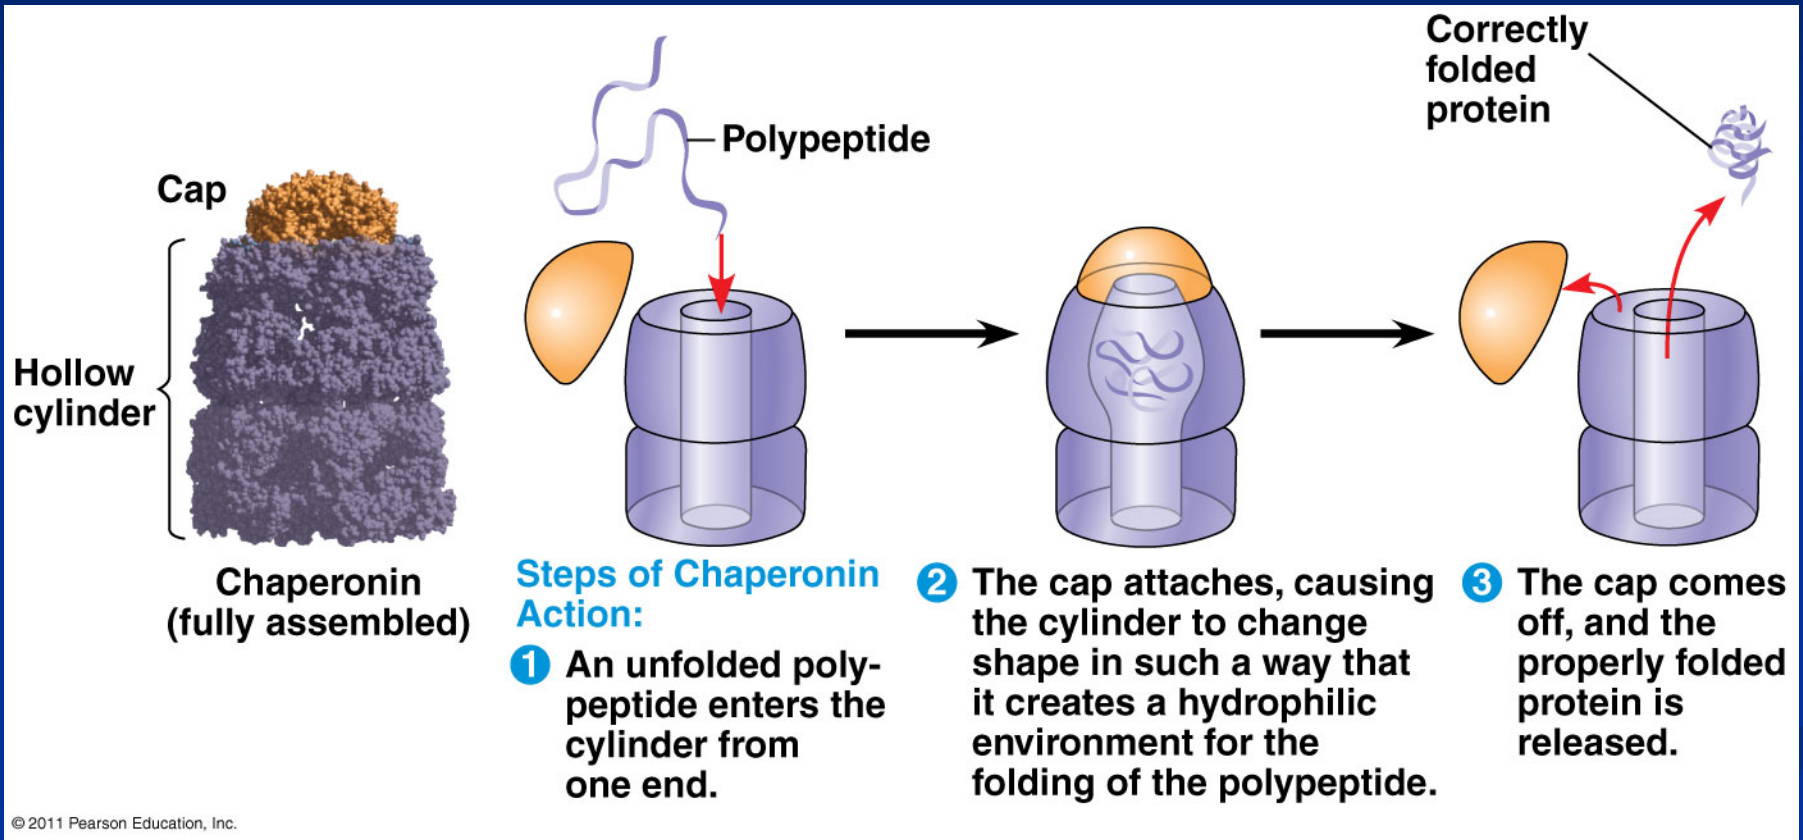 Cap
Hollow
cylinder
Chaperonin
(fully assembled)
Polypeptide
Correctly
folded
protein
Steps of Chaperonin
Action:
1 An unfolded poly-
peptide enters the
cylinder from
one end.
2 The cap attaches, causing
the cylinder to change
shape in such a way that
it creates a hydrophilic
environment for the
folding of the polypeptide.
3 The cap comes
off, and the
properly folded
protein is
released.
© 2011 Pearson Education, Inc.